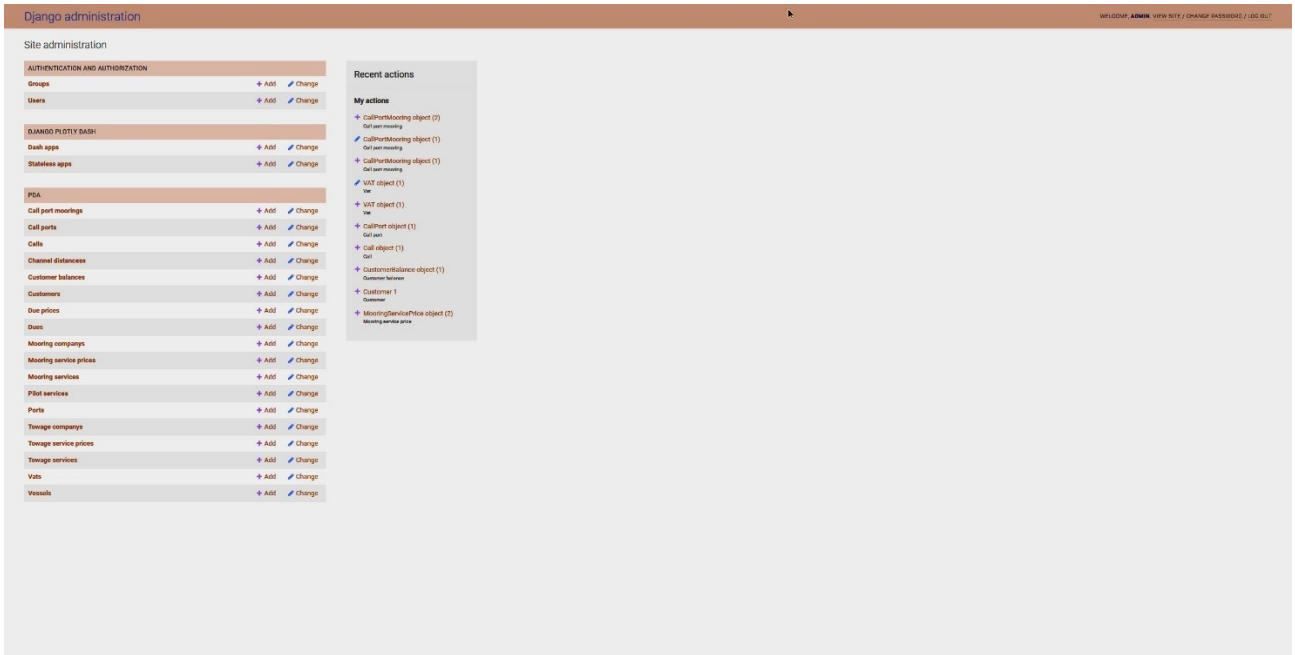 Django administration
WELCOME, ADMIN. VIEW SITE / CHANGE PASSWORD / LOG OUT
Site administration
AUTHENTICATION AND AUTHORIZATION
Groups + Add Change
Users + Add Change
DJANGO PLOTLY DASH
Dash apps + Add Change
Stateless apps + Add Change
PDA
Call port moorings + Add Change
Call ports + Add Change
Calls + Add Change
Channel distancess + Add Change
Customer balances + Add Change
Customers + Add Change
Due prices + Add Change
Dues + Add Change
Mooring companys + Add Change
Mooring service prices + Add Change
Mooring services + Add Change
Pilot services + Add Change
Ports + Add Change
Towage companys + Add Change
Towage service prices + Add Change
Towage services + Add Change
Vats + Add Change
Vessels + Add Change
Recent actions
My actions
+ CallPortMooring object (2)
Call port mooring
CallPortMooring object (1)
Call port mooring
+ CallPortMooring object (1)
Call port mooring
VAT object (1)
Vat
+ VAT object (1)
Vat
+ CallPort object (1)
Call port
+ Call object (1)
Call
+ CustomerBalance object (1)
Customer balance
+ Customer 1
Customer
+ MooringServicePrice object (2)
Mooring service price